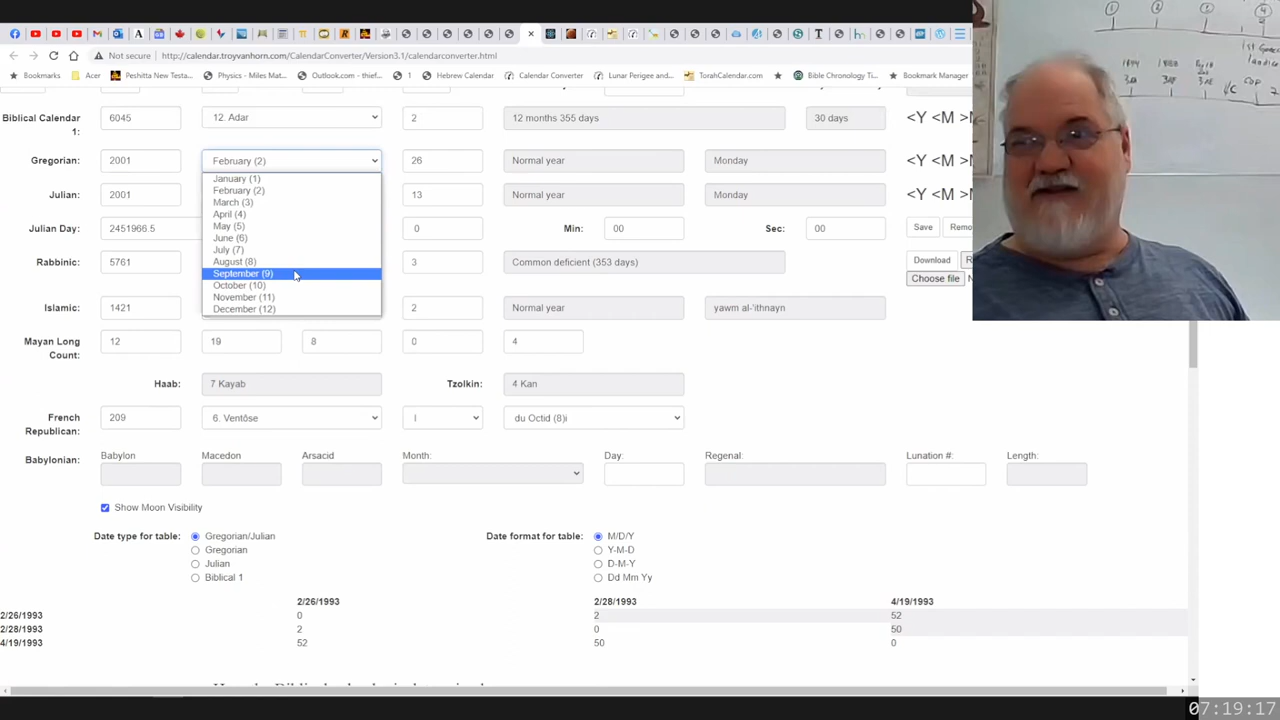 Not secure http://calendar.troyvanhorn.com/CalendarConverter/Version3.1/calendarconverter.html
Bookmarks Acer Peshitta New Testa... Physics - Miles Mat... Outlook.com - thief... 1 Hebrew Calendar Calendar Converter Lunar Perigee and... TorahCalendar.com Bible Chronology Ti... Bookmark Manager
Biblical Calendar 1: 6045 12. Adar 2 12 months 355 days 30 days <Y <M >M
Gregorian: 2001 February (2) 26 Normal year Monday <Y <M >M
January (1)
February (2)
March (3)
April (4)
May (5)
June (6)
July (7)
August (8)
September (9)
October (10)
November (11)
December (12)
Julian: 2001 13 Normal year Monday <Y <M >M
Julian Day: 2451966.5 0 Min: 00 Sec: 00 Save Remo
Rabbinic: 5761 3 Common deficient (353 days) Download R
Choose file
Islamic: 1421 2 Normal year yawm al-'ithnayn
Mayan Long Count: 12 19 8 0 4
Haab: 7 Kayab Tzolkin: 4 Kan
French Republican: 209 6. Ventôse I du Octid (8)i
Babylonian: Babylon Macedon Arsacid Month: Day: Regenal: Lunation #: Length:
Show Moon Visibility
Date type for table: Gregorian/Julian Date format for table: M/D/Y
Gregorian Y-M-D
Julian D-M-Y
Biblical 1 Dd Mm Yy
2/26/1993 2/28/1993 4/19/1993
2/26/1993 0 2 52
2/28/1993 2 0 50
4/19/1993 52 50 0
07:19:17